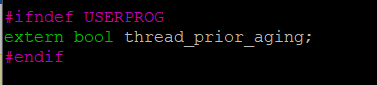 #ifndef USERPROG
extern bool thread_prior_aging;
#endif